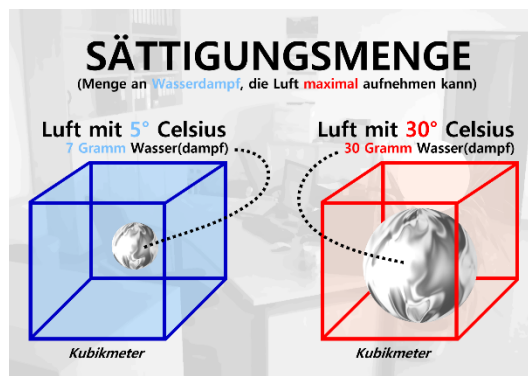 SÄTTIGUNGSMENGE
(Menge an Wasserdampf, die Luft maximal aufnehmen kann)
Luft mit 5° Celsius
7 Gramm Wasser(dampf)
Luft mit 30° Celsius
30 Gramm Wasser(dampf)
Kubikmeter
Kubikmeter